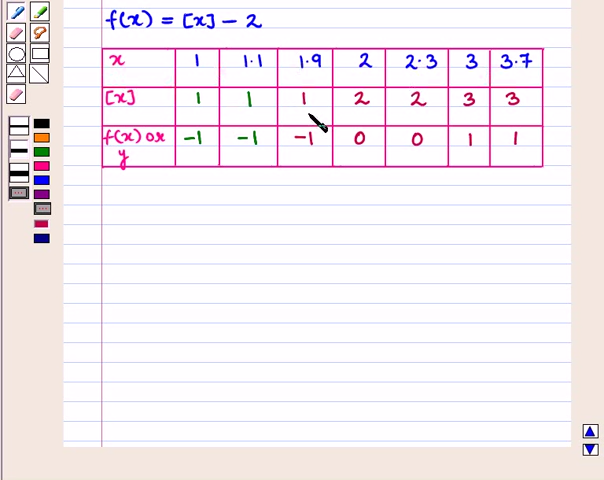 f(x) = [x] - 2
x 1 1·1 1·9 2 2·3 3 3·7
[x] 1 1 1 2 2 3 3
f(x) or y -1 -1 -1 0 0 1 1